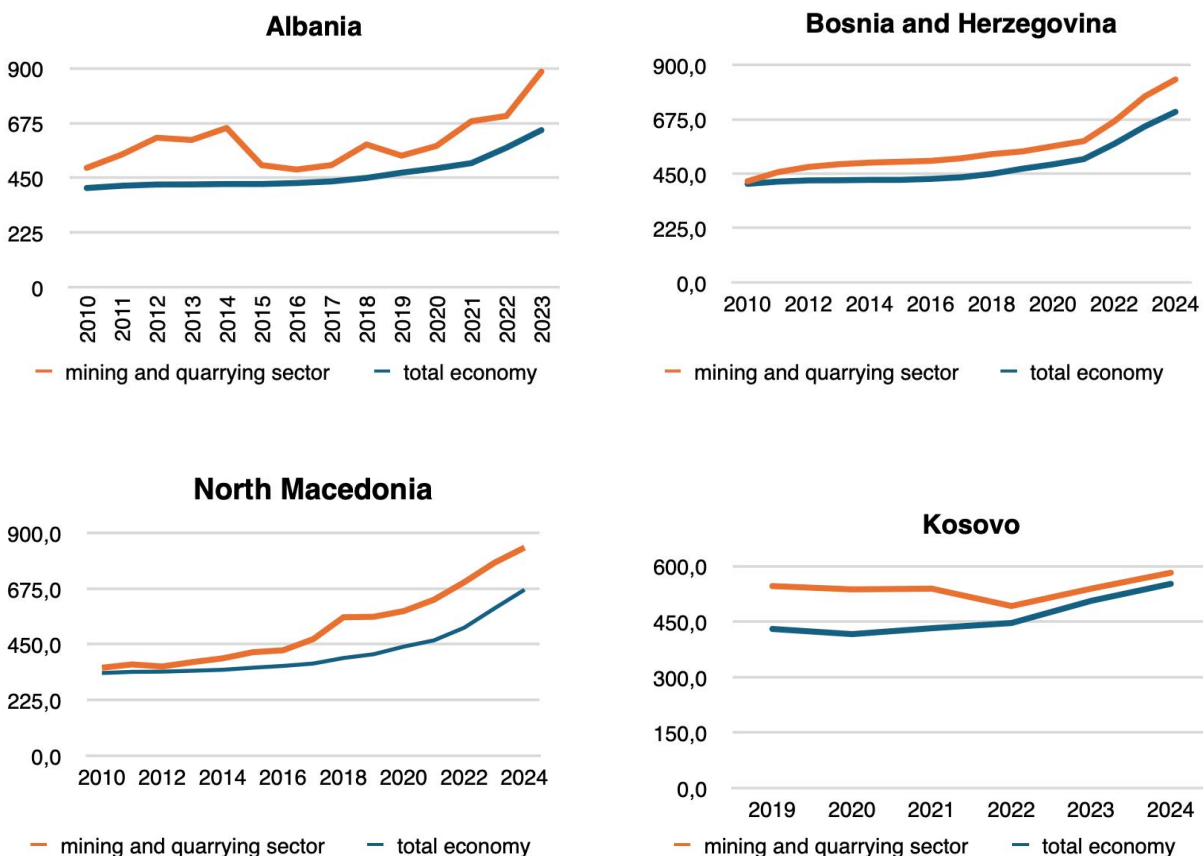 Albania
900
675
450
225
0
2010 2011 2012 2013 2014 2015 2016 2017 2018 2019 2020 2021 2022 2023
mining and quarrying sector total economy
Bosnia and Herzegovina
900,0
675,0
450,0
225,0
0,0
2010 2012 2014 2016 2018 2020 2022 2024
mining and quarrying sector total economy
North Macedonia
900,0
675,0
450,0
225,0
0,0
2010 2012 2014 2016 2018 2020 2022 2024
mining and quarrying sector total economy
Kosovo
600,0
450,0
300,0
150,0
0,0
2019 2020 2021 2022 2023 2024
mining and quarrying sector total economy